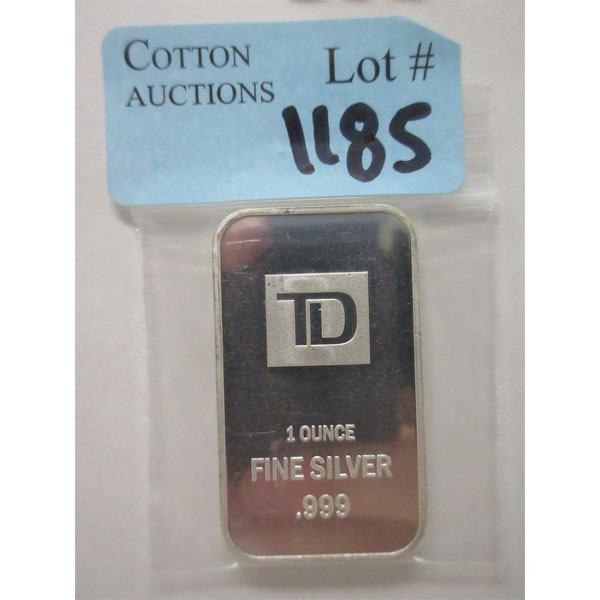 COTTON
AUCTIONS
Lot #
1185
TD
1 OUNCE
FINE SILVER
.999